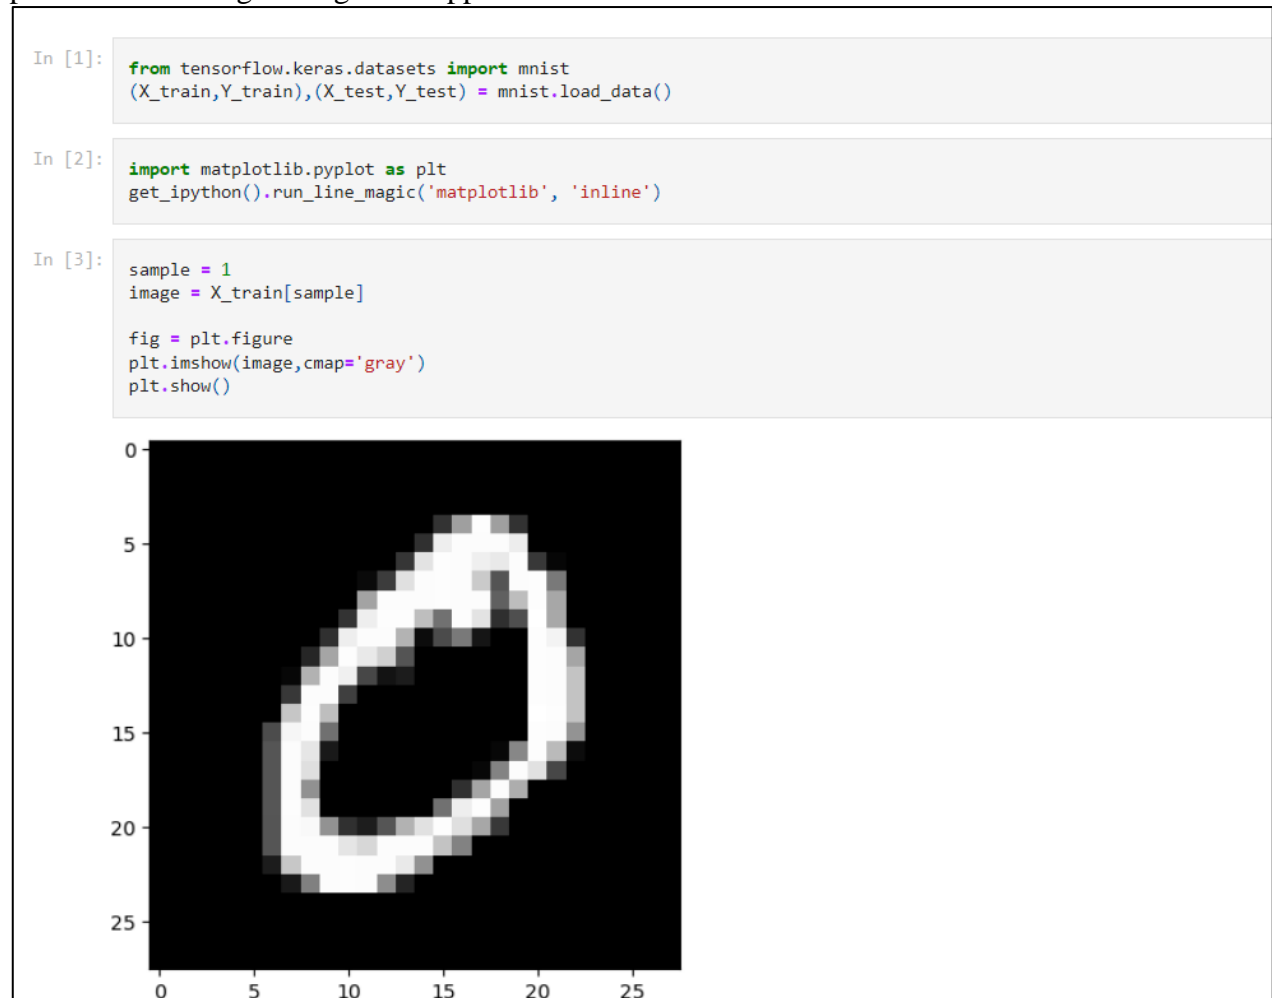 In [1]:
from tensorflow.keras.datasets import mnist
(X_train,Y_train),(X_test,Y_test) = mnist.load_data()
In [2]:
import matplotlib.pyplot as plt
get_ipython().run_line_magic('matplotlib', 'inline')
In [3]:
sample = 1
image = X_train[sample]
fig = plt.figure
plt.imshow(image,cmap='gray')
plt.show()
0
5
10
15
20
25
0 5 10 15 20 25